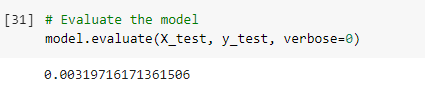 [31] # Evaluate the model
model.evaluate(X_test, y_test, verbose=0)
0.00319716171361506